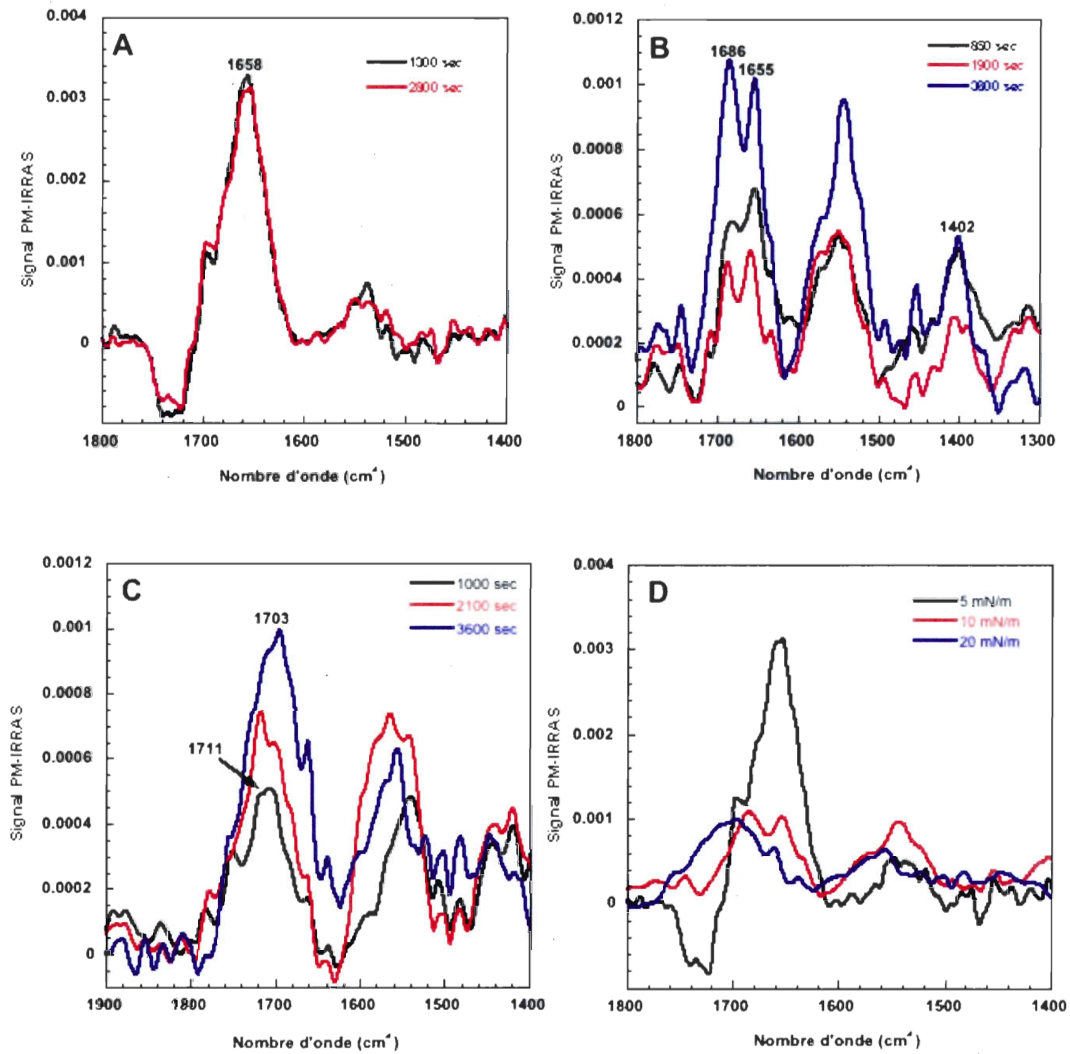 A
1658
1300 sec
2800 sec
0.004
0.003
0.002
0.001
0
Signal PM-IRRAS
1800 1700 1600 1500 1400
Nombre d'onde (cm⁻¹)
B
1686
1655
1402
850 sec
1900 sec
3800 sec
0.0012
0.001
0.0008
0.0006
0.0004
0.0002
0
Signal PM-IRRAS
1800 1700 1600 1500 1400 1300
Nombre d'onde (cm⁻¹)
C
1703
1711
1000 sec
2100 sec
3600 sec
0.0012
0.001
0.0008
0.0006
0.0004
0.0002
0
Signal PM-IRRAS
1900 1800 1700 1600 1500 1400
Nombre d'onde (cm⁻¹)
D
5 mN/m
10 mN/m
20 mN/m
0.004
0.003
0.002
0.001
0
Signal PM-IRRAS
1800 1700 1600 1500 1400
Nombre d'onde (cm⁻¹)